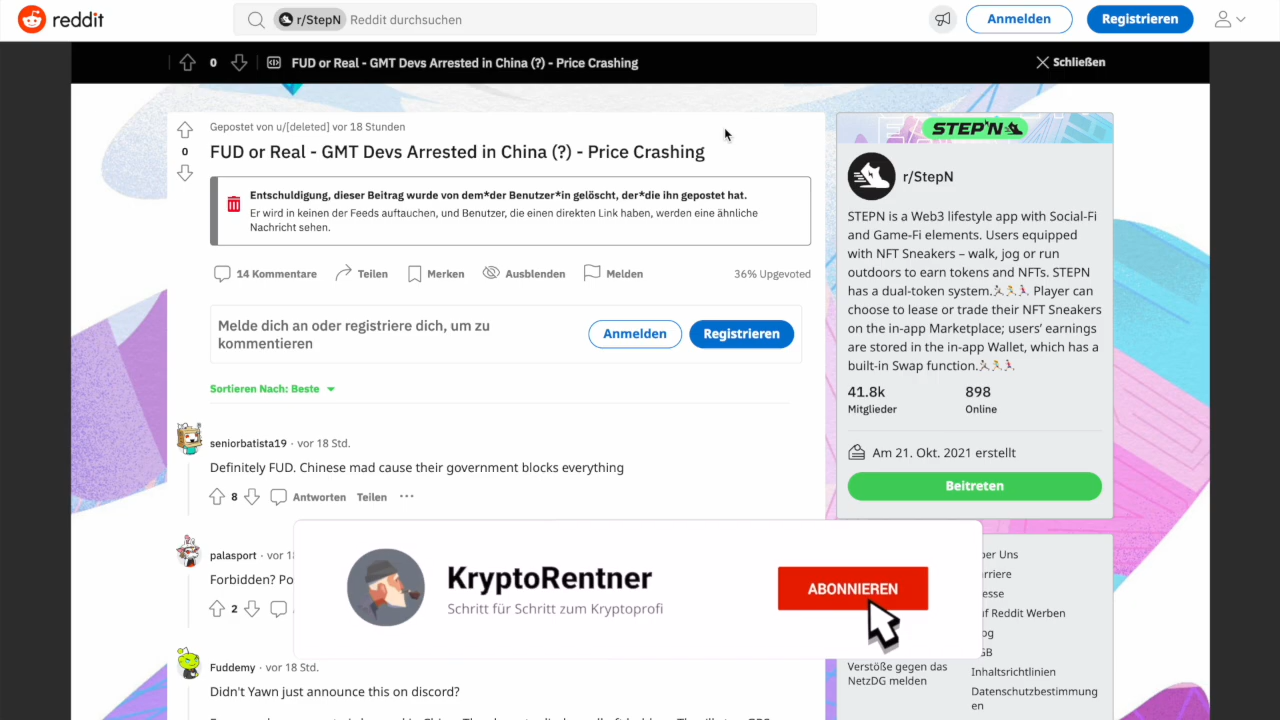 reddit
r/StepN Reddit durchsuchen
Anmelden
Registrieren
0
FUD or Real - GMT Devs Arrested in China (?) - Price Crashing
Schließen
Gepostet von u/[deleted] vor 18 Stunden
0
FUD or Real - GMT Devs Arrested in China (?) - Price Crashing
Entschuldigung, dieser Beitrag wurde von dem*der Benutzer*in gelöscht, der*die ihn gepostet hat.
Er wird in keinen der Feeds auftauchen, und Benutzer, die einen direkten Link haben, werden eine ähnliche
Nachricht sehen.
14 Kommentare Teilen Merken Ausblenden Melden 36% Upgevoted
Melde dich an oder registriere dich, um zu
kommentieren
Anmelden
Registrieren
Sortieren Nach: Beste
seniorbatista19 · vor 18 Std.
Definitely FUD. Chinese mad cause their government blocks everything
8 Antworten Teilen ...
palasport · vor
Forbidden?
2
Fuddemy · vor 18 Std.
Didn't Yawn just announce this on discord?
STEP'N
r/StepN
STEPN is a Web3 lifestyle app with Social-Fi
and Game-Fi elements. Users equipped
with NFT Sneakers – walk, jog or run
outdoors to earn tokens and NFTs. STEPN
has a dual-token system.🏃🏃🏃 Player can
choose to lease or trade their NFT Sneakers
on the in-app Marketplace; users' earnings
are stored in the in-app Wallet, which has a
built-in Swap function.🏃🏃🏃
41.8k 898
Mitglieder Online
Am 21. Okt. 2021 erstellt
Beitreten
KryptoRentner
Schritt für Schritt zum Kryptoprofi
ABONNIEREN
Uns
Reddit Werben
Verstöße gegen das
NetzDG melden
Inhaltsrichtlinien
Datenschutzbestimmung
en